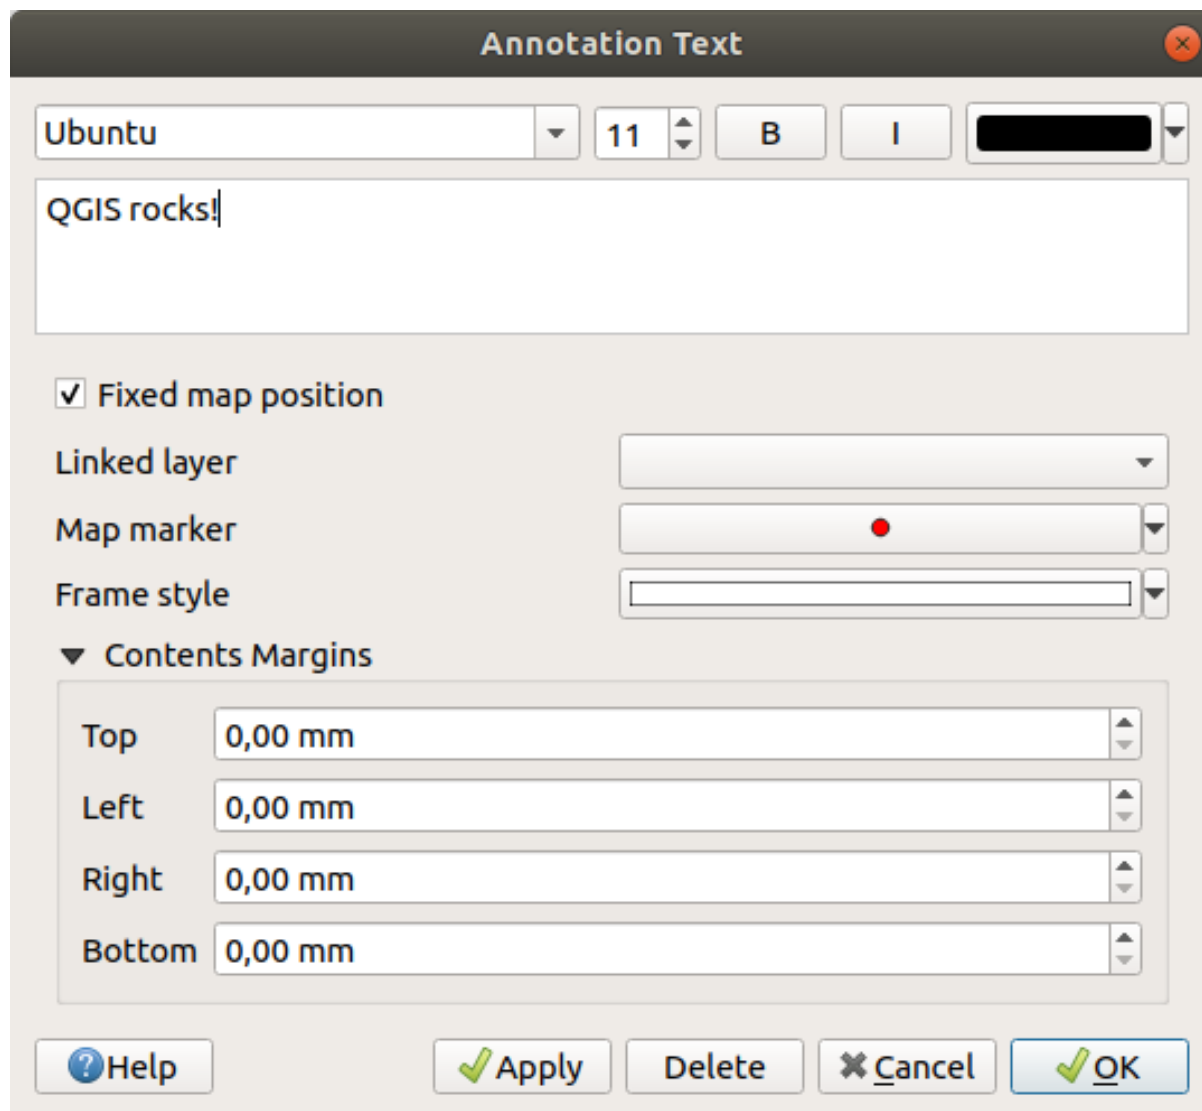 Annotation Text
Ubuntu 11 B I
QGIS rocks!
Fixed map position
Linked layer
Map marker
Frame style
Contents Margins
Top 0,00 mm
Left 0,00 mm
Right 0,00 mm
Bottom 0,00 mm
?Help Apply Delete Cancel OK